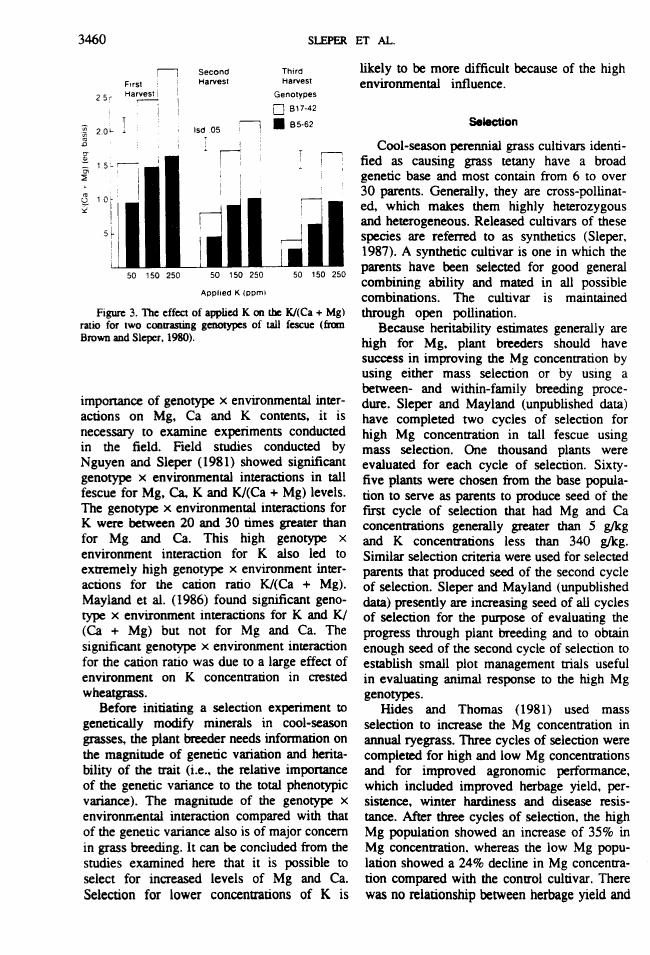 3460
SLEPER ET AL.
First
Harvest
Second
Harvest
Third
Harvest
Genotypes
B17-42
B5-62
lsd .05
K/(Ca + Mg) (eq basis)
2.5
2.0
1.5
1.0
.5
50 150 250
50 150 250
50 150 250
Applied K (ppm)
Figure 3. The effect of applied K on the K/(Ca + Mg)
ratio for two contrasting genotypes of tall fescue (from
Brown and Sleper, 1980).
importance of genotype x environmental inter-
actions on Mg, Ca and K contents, it is
necessary to examine experiments conducted
in the field. Field studies conducted by
Nguyen and Sleper (1981) showed significant
genotype x environmental interactions in tall
fescue for Mg, Ca, K and K/(Ca + Mg) levels.
The genotype x environmental interactions for
K were between 20 and 30 times greater than
for Mg and Ca. This high genotype x
environment interaction for K also led to
extremely high genotype x environment inter-
actions for the cation ratio K/(Ca + Mg).
Mayland et al. (1986) found significant geno-
type x environment interactions for K and K/
(Ca + Mg) but not for Mg and Ca. The
significant genotype x environment interaction
for the cation ratio was due to a large effect of
environment on K concentration in crested
wheatgrass.
Before initiating a selection experiment to
genetically modify minerals in cool-season
grasses, the plant breeder needs information on
the magnitude of genetic variation and herita-
bility of the trait (i.e., the relative importance
of the genetic variance to the total phenotypic
variance). The magnitude of the genotype x
environmental interaction compared with that
of the genetic variance also is of major concern
in grass breeding. It can be concluded from the
studies examined here that it is possible to
select for increased levels of Mg and Ca.
Selection for lower concentrations of K is
likely to be more difficult because of the high
environmental influence.
Selection
Cool-season perennial grass cultivars identi-
fied as causing grass tetany have a broad
genetic base and most contain from 6 to over
30 parents. Generally, they are cross-pollinat-
ed, which makes them highly heterozygous
and heterogeneous. Released cultivars of these
species are referred to as synthetics (Sleper,
1987). A synthetic cultivar is one in which the
parents have been selected for good general
combining ability and mated in all possible
combinations. The cultivar is maintained
through open pollination.
Because heritability estimates generally are
high for Mg, plant breeders should have
success in improving the Mg concentration by
using either mass selection or by using a
between- and within-family breeding proce-
dure. Sleper and Mayland (unpublished data)
have completed two cycles of selection for
high Mg concentration in tall fescue using
mass selection. One thousand plants were
evaluated for each cycle of selection. Sixty-
five plants were chosen from the base popula-
tion to serve as parents to produce seed of the
first cycle of selection that had Mg and Ca
concentrations generally greater than 5 g/kg
and K concentrations less than 340 g/kg.
Similar selection criteria were used for selected
parents that produced seed of the second cycle
of selection. Sleper and Mayland (unpublished
data) presently are increasing seed of all cycles
of selection for the purpose of evaluating the
progress through plant breeding and to obtain
enough seed of the second cycle of selection to
establish small plot management trials useful
in evaluating animal response to the high Mg
genotypes.
Hides and Thomas (1981) used mass
selection to increase the Mg concentration in
annual ryegrass. Three cycles of selection were
completed for high and low Mg concentrations
and for improved agronomic performance,
which included improved herbage yield, per-
sistence, winter hardiness and disease resis-
tance. After three cycles of selection, the high
Mg population showed an increase of 35% in
Mg concentration, whereas the low Mg popu-
lation showed a 24% decline in Mg concentra-
tion compared with the control cultivar. There
was no relationship between herbage yield and